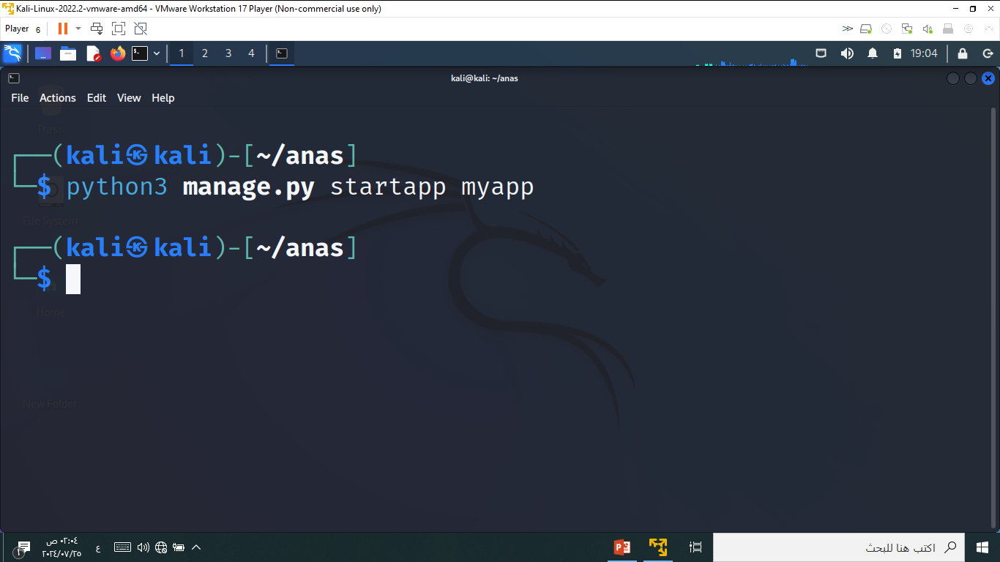 Kali-Linux-2022.2-vmware-amd64 - VMware Workstation 17 Player (Non-commercial use only)
Player 6
1 2 3 4 19:04
kali@kali: ~/anas
File Actions Edit View Help
Trash
┌──(kali㉿kali)-[~/anas]
└─$ python3 manage.py startapp myapp
File System
┌──(kali㉿kali)-[~/anas]
└─$
Home
New Folder
اكتب هنا للبحث
ع
٠٢:٠٤ ص
٢٠٢٤/٠٧/٢٥
١